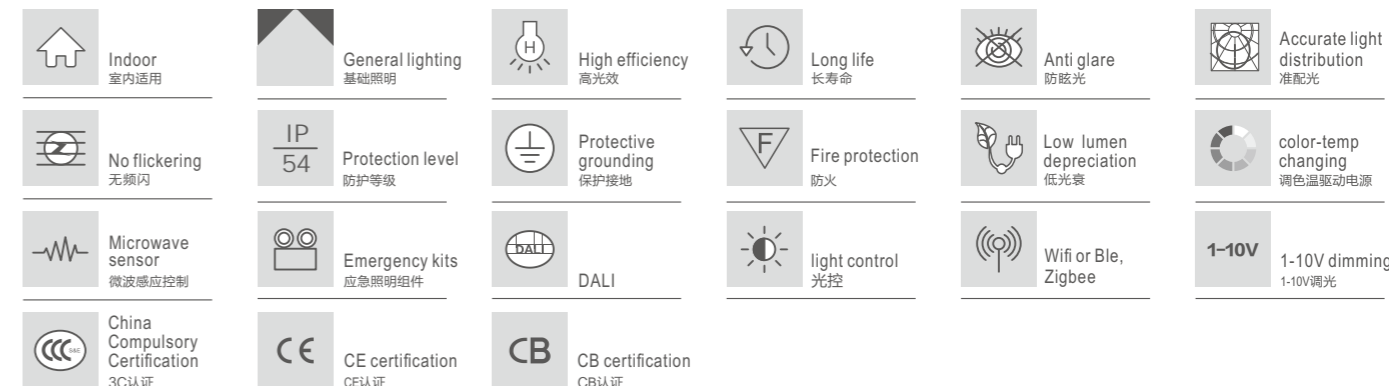 Indoor
室内适用
General lighting
基础照明
H
High efficiency
高光效
Long life
长寿命
Anti glare
防眩光
Accurate light
distribution
准配光
No flickering
无频闪
IP
54
Protection level
防护等级
Protective
grounding
保护接地
F
Fire protection
防火
Low lumen
depreciation
低光衰
color-temp
changing
调色温驱动电源
Microwave
sensor
微波感应控制
Emergency kits
应急照明组件
DALI
DALI
light control
光控
Wifi or Ble,
Zigbee
1-10V
1-10V dimming
1-10V调光
CCC S&E
China
Compulsory
Certification
3C认证
CE
CE certification
CE认证
CB
CB certification
CB认证